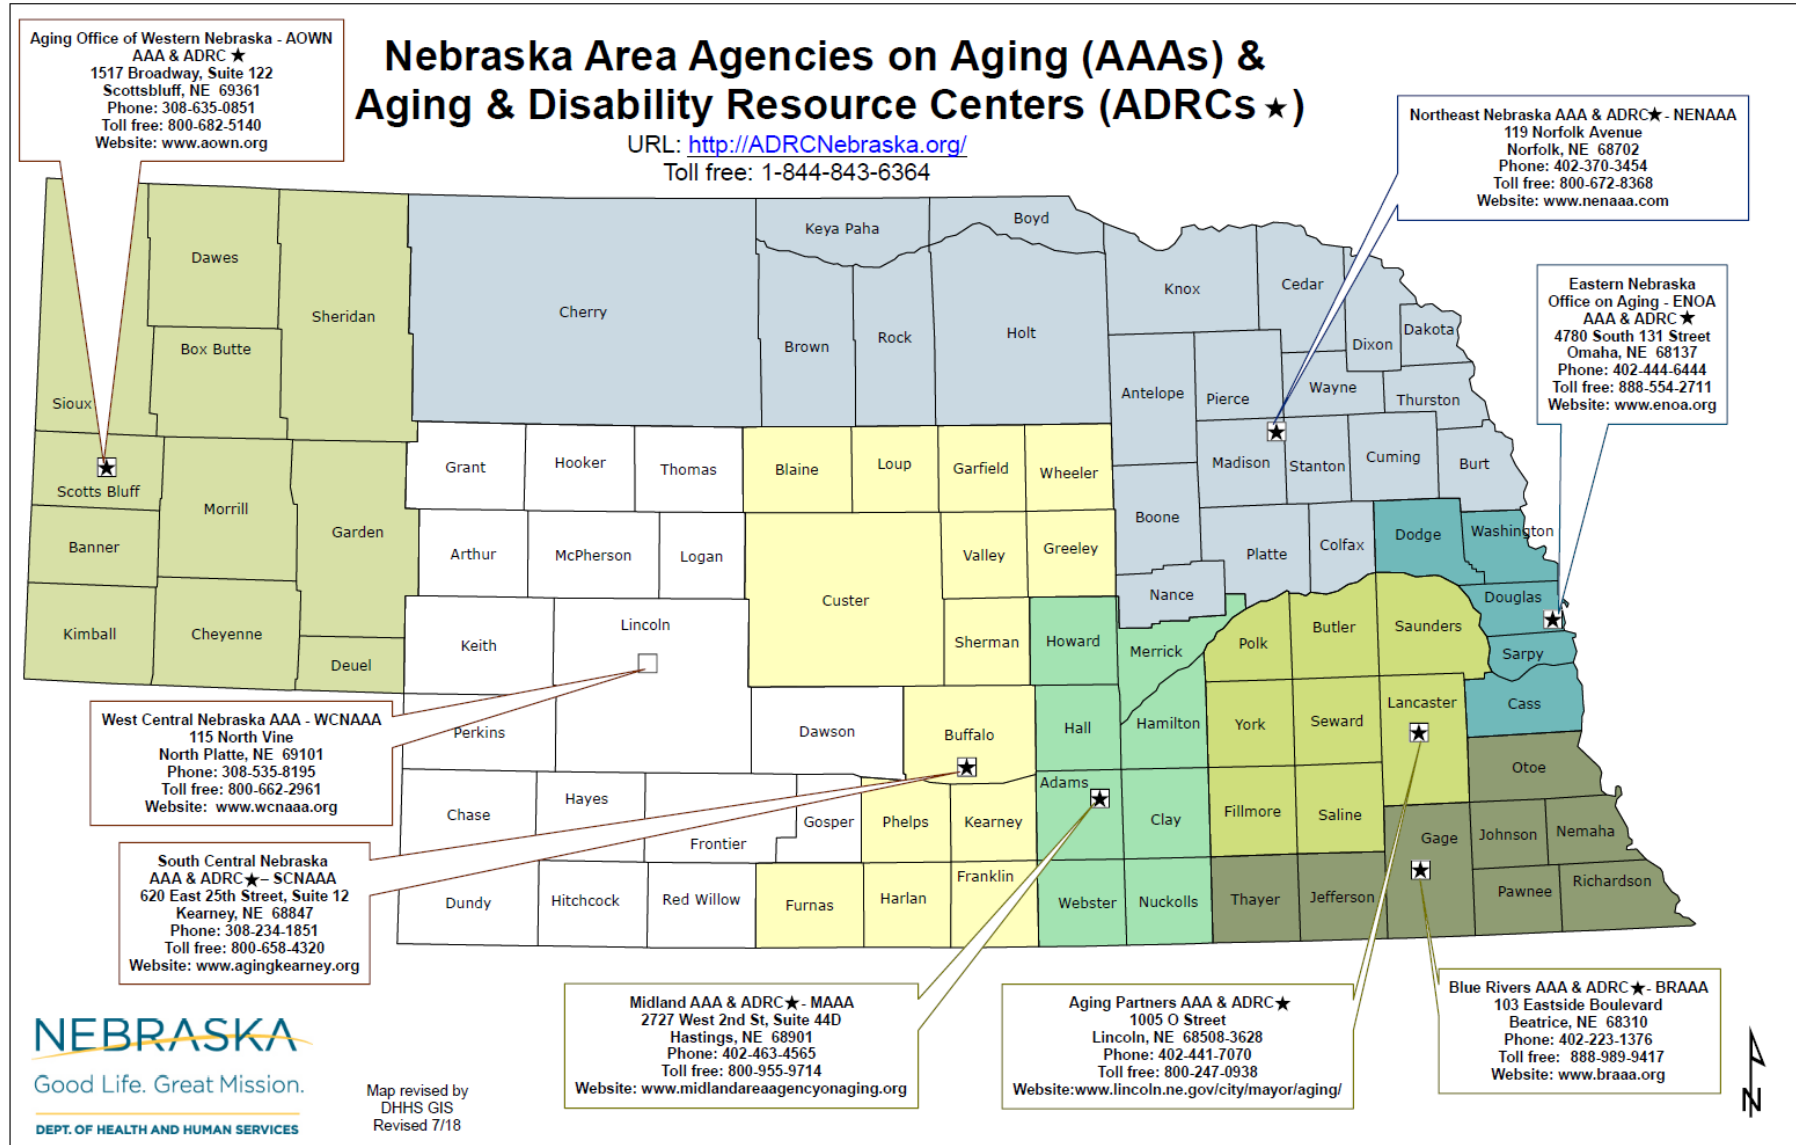 Nebraska Area Agencies on Aging (AAAs) &
Aging & Disability Resource Centers (ADRCs ★)
URL: http://ADRCNebraska.org/
Toll free: 1-844-843-6364
Aging Office of Western Nebraska - AOWN
AAA & ADRC ★
1517 Broadway, Suite 122
Scottsbluff, NE 69361
Phone: 308-635-0851
Toll free: 800-682-5140
Website: www.aown.org
Northeast Nebraska AAA & ADRC★- NENAAA
119 Norfolk Avenue
Norfolk, NE 68702
Phone: 402-370-3454
Toll free: 800-672-8368
Website: www.nenaaa.com
Eastern Nebraska
Office on Aging - ENOA
AAA & ADRC★
4780 South 131 Street
Omaha, NE 68137
Phone: 402-444-6444
Toll free: 888-554-2711
Website: www.enoa.org
Sioux
Dawes
Box Butte
Sheridan
Scotts Bluff
Banner
Kimball
Morrill
Cheyenne
Garden
Deuel
Cherry
Keya Paha
Boyd
Brown
Rock
Holt
Knox
Cedar
Dixon
Dakota
Antelope
Pierce
Wayne
Thurston
Madison
Stanton
Cuming
Burt
Boone
Platte
Colfax
Nance
Dodge
Washington
Douglas
Sarpy
Cass
Grant
Hooker
Thomas
Arthur
McPherson
Logan
Keith
Lincoln
Perkins
Dawson
Chase
Hayes
Frontier
Gosper
Dundy
Hitchcock
Red Willow
Blaine
Loup
Garfield
Wheeler
Custer
Valley
Greeley
Sherman
Buffalo
Phelps
Kearney
Furnas
Harlan
Franklin
Howard
Merrick
Hall
Hamilton
Adams
Clay
Webster
Nuckolls
Polk
Butler
Saunders
York
Seward
Lancaster
Fillmore
Saline
Thayer
Jefferson
Gage
Otoe
Johnson
Nemaha
Pawnee
Richardson
West Central Nebraska AAA - WCNAAA
115 North Vine
North Platte, NE 69101
Phone: 308-535-8195
Toll free: 800-662-2961
Website: www.wcnaaa.org
South Central Nebraska
AAA & ADRC★– SCNAAA
620 East 25th Street, Suite 12
Kearney, NE 68847
Phone: 308-234-1851
Toll free: 800-658-4320
Website: www.agingkearney.org
Midland AAA & ADRC★- MAAA
2727 West 2nd St, Suite 44D
Hastings, NE 68901
Phone: 402-463-4565
Toll free: 800-955-9714
Website: www.midlandareaagencyonaging.org
Aging Partners AAA & ADRC★
1005 O Street
Lincoln, NE 68508-3628
Phone: 402-441-7070
Toll free: 800-247-0938
Website:www.lincoln.ne.gov/city/mayor/aging/
Blue Rivers AAA & ADRC★- BRAAA
103 Eastside Boulevard
Beatrice, NE 68310
Phone: 402-223-1376
Toll free: 888-989-9417
Website: www.braaa.org
NEBRASKA
Good Life. Great Mission.
DEPT. OF HEALTH AND HUMAN SERVICES
Map revised by
DHHS GIS
Revised 7/18
N